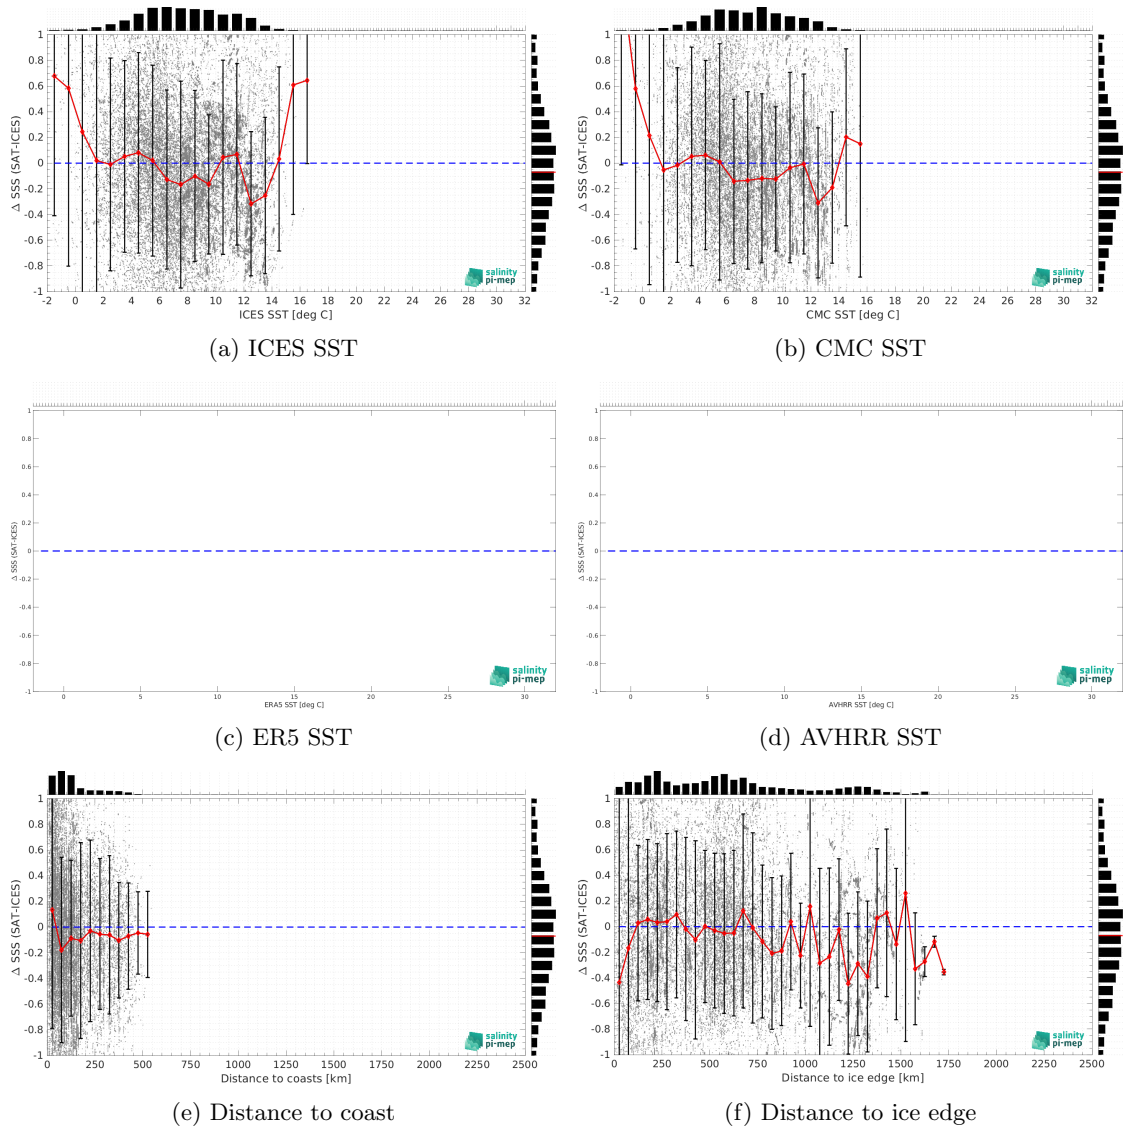 1
0.8
0.6
0.4
0.2
0
-0.2
-0.4
-0.6
-0.8
-1
Δ SSS (SAT-ICES)
-2 0 2 4 6 8 10 12 14 16 18 20 22 24 26 28 30 32
ICES SST [deg C]
salinity
pi-mep
(a) ICES SST
1
0.8
0.6
0.4
0.2
0
-0.2
-0.4
-0.6
-0.8
-1
Δ SSS (SAT-ICES)
-2 0 2 4 6 8 10 12 14 16 18 20 22 24 26 28 30 32
CMC SST [deg C]
salinity
pi-mep
(b) CMC SST
1
0.8
0.6
0.4
0.2
0
-0.2
-0.4
-0.6
-0.8
-1
Δ SSS (SAT-ICES)
0 5 10 15 20 25 30
ERA5 SST [deg C]
salinity
pi-mep
(c) ER5 SST
1
0.8
0.6
0.4
0.2
0
-0.2
-0.4
-0.6
-0.8
-1
Δ SSS (SAT-ICES)
0 5 10 15 20 25 30
AVHRR SST [deg C]
salinity
pi-mep
(d) AVHRR SST
1
0.8
0.6
0.4
0.2
0
-0.2
-0.4
-0.6
-0.8
-1
Δ SSS (SAT-ICES)
0 250 500 750 1000 1250 1500 1750 2000 2250 2500
Distance to coasts [km]
salinity
pi-mep
(e) Distance to coast
1
0.8
0.6
0.4
0.2
0
-0.2
-0.4
-0.6
-0.8
-1
Δ SSS (SAT-ICES)
0 250 500 750 1000 1250 1500 1750 2000 2250 2500
Distance to ice edge [km]
salinity
pi-mep
(f) Distance to ice edge